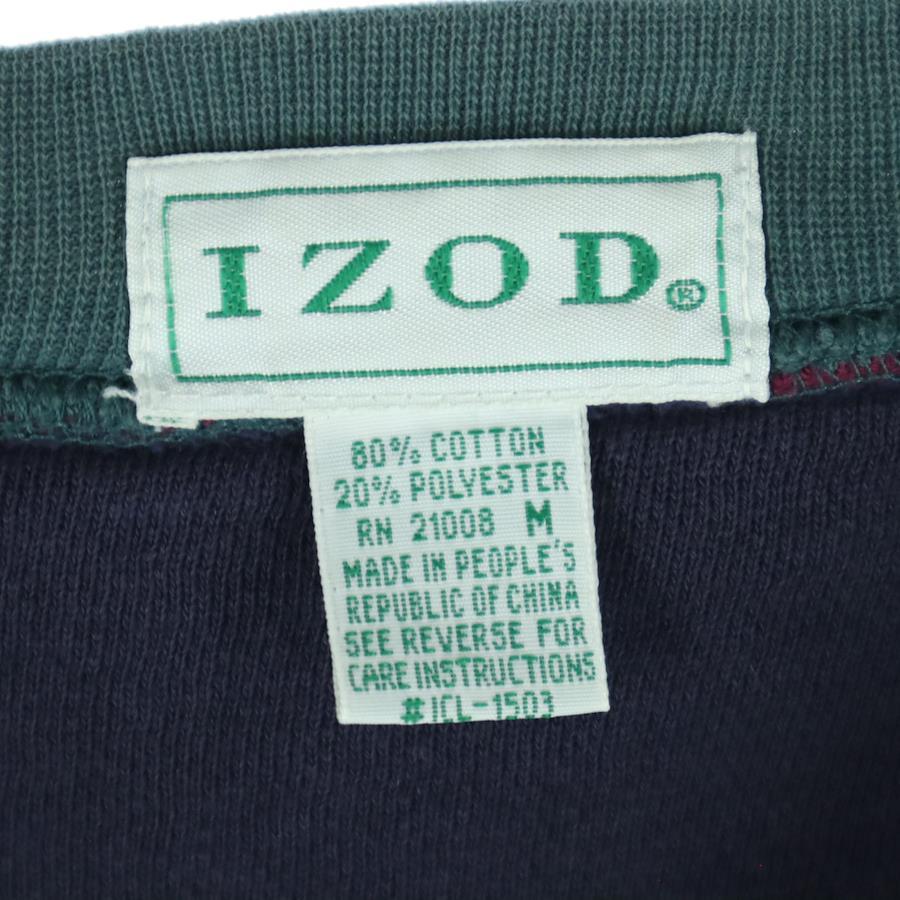 IZOD®
80% COTTON
20% POLYESTER
RN 21008 M
MADE IN PEOPLE'S
REPUBLIC OF CHINA
SEE REVERSE FOR
CARE INSTRUCTIONS
#ICL-1503